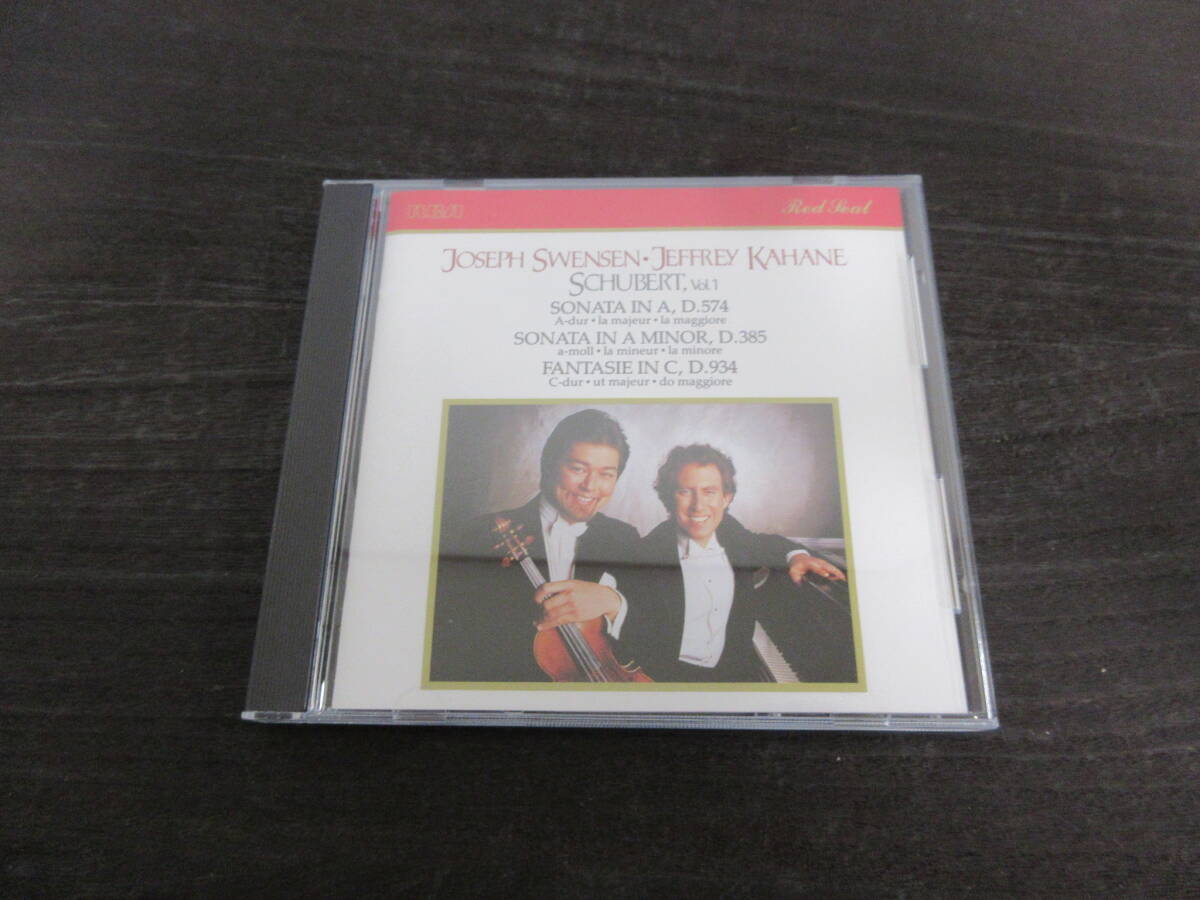 RCA Red Seal
JOSEPH SWENSEN • JEFFREY KAHANE
SCHUBERT, Vol. 1
SONATA IN A, D.574
A-dur • la majeur • la maggiore
SONATA IN A MINOR, D.385
a-moll • la mineur • la minore
FANTASIE IN C, D.934
C-dur • ut majeur • do maggiore